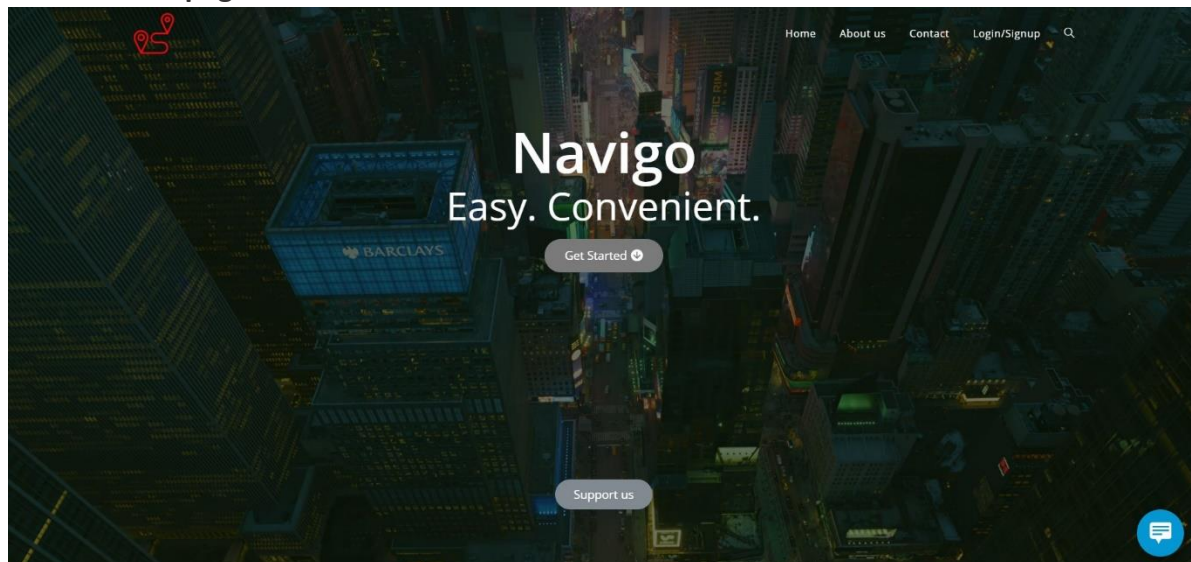 Home About us Contact Login/Signup
Navigo
Easy. Convenient.
Get Started
BARCLAYS
Support us